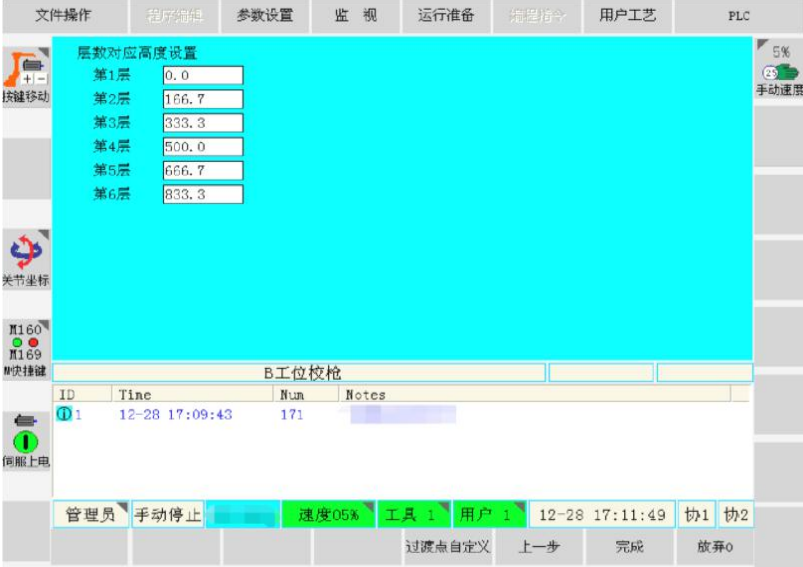 文件操作 程序编辑 参数设置 监 视 运行准备 编程指令 用户工艺 PLC
层数对应高度设置
第1层 0.0
第2层 166.7
第3层 333.3
第4层 500.0
第5层 666.7
第6层 833.3
+ -
按键移动
关节坐标
M160
M169
M快捷键
伺服上电
5%
25
手动速度
B工位校枪
ID Time Num Notes
1 12-28 17:09:43 171
管理员 手动停止 速度05% 工具 1 用户 1 12-28 17:11:49 协1 协2
过渡点自定义 上一步 完成 放弃0